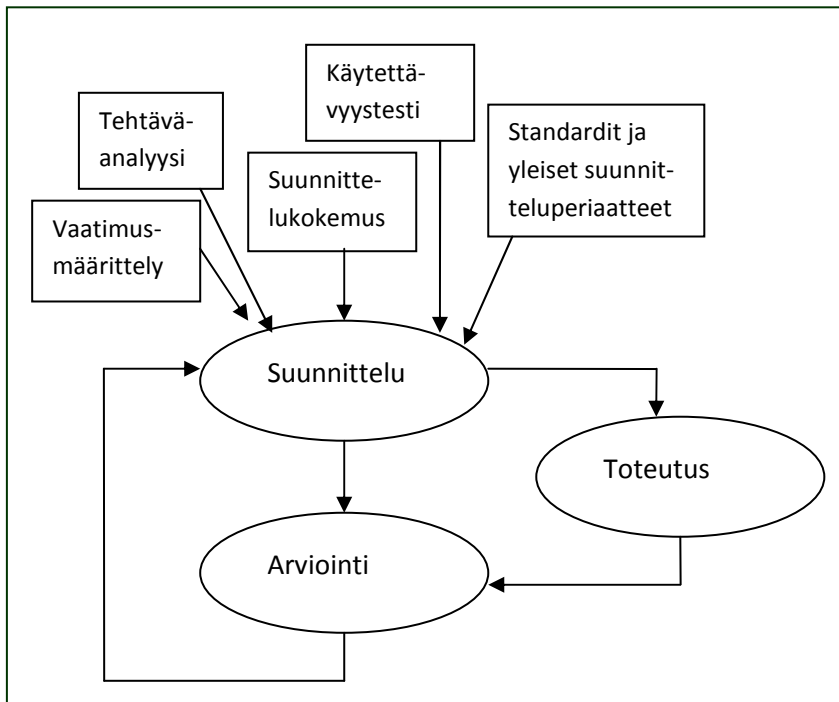 Käytettä-
vyystesti
Tehtävä-
analyysi
Standardit ja
yleiset suunnit-
teluperiaatteet
Suunnitte-
lukokemus
Vaatimus-
määrittely
Suunnittelu
Toteutus
Arviointi